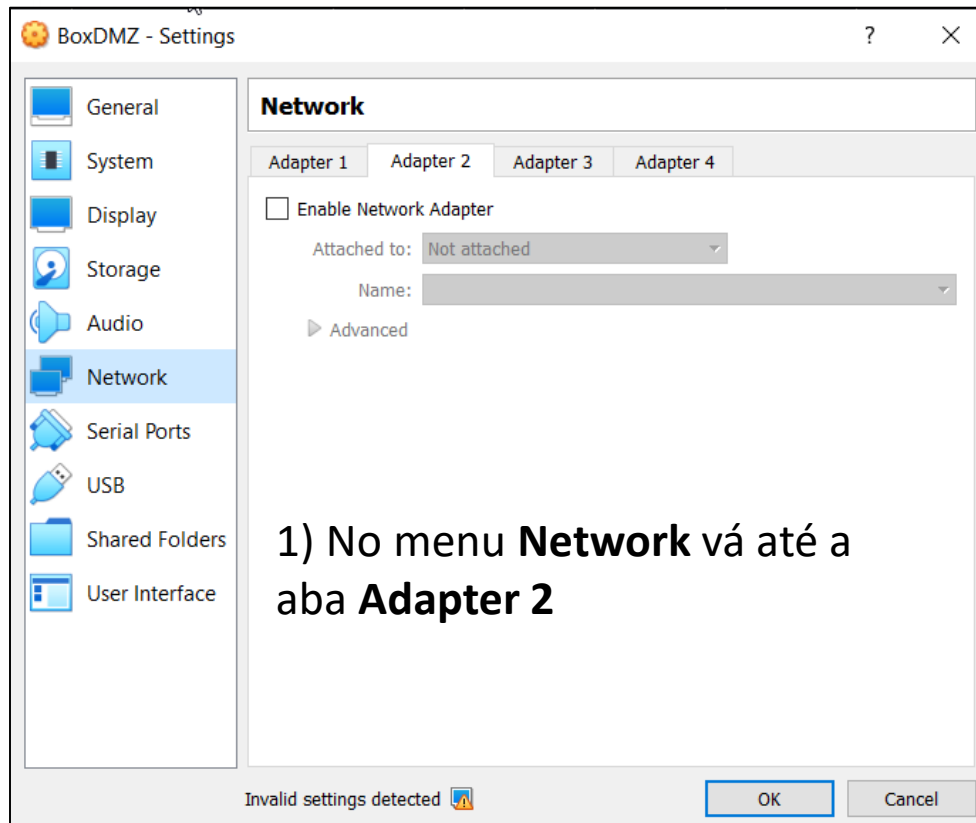 BoxDMZ - Settings
?
General
System
Display
Storage
Audio
Network
Serial Ports
USB
Shared Folders
User Interface
Network
Adapter 1
Adapter 2
Adapter 3
Adapter 4
Enable Network Adapter
Attached to: Not attached
Name:
Advanced
1) No menu Network vá até a
aba Adapter 2
Invalid settings detected
OK
Cancel